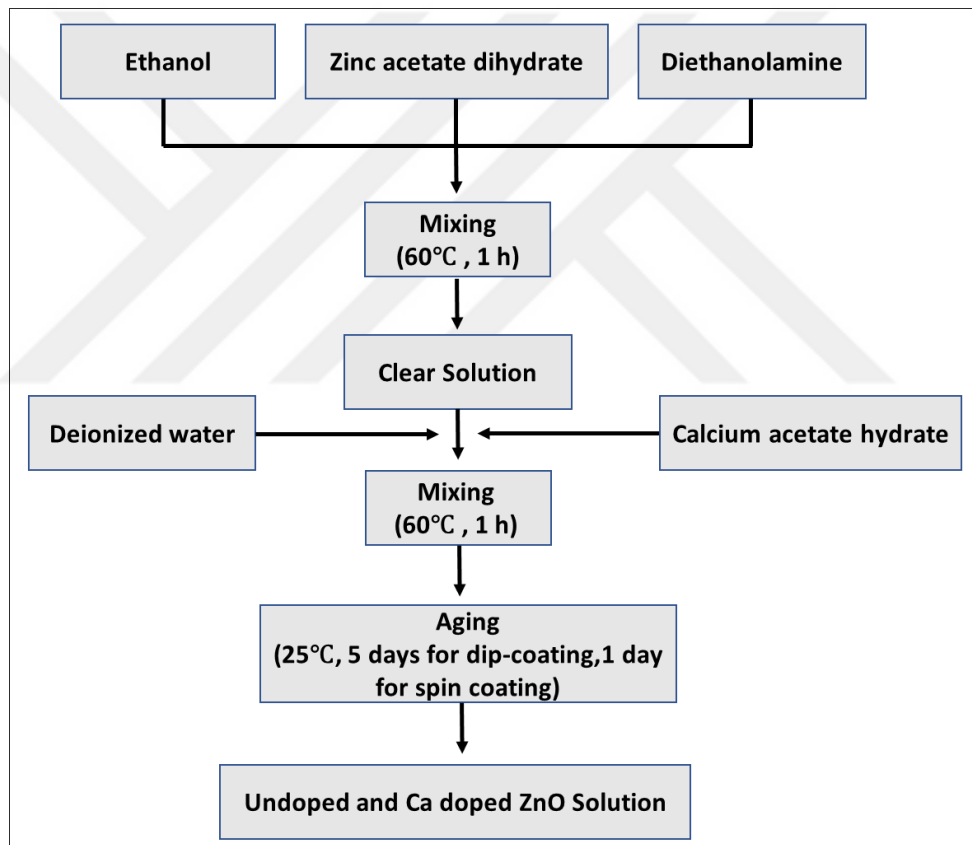 Ethanol
Zinc acetate dihydrate
Diethanolamine
Mixing
(60℃ , 1 h)
Clear Solution
Deionized water
Calcium acetate hydrate
Mixing
(60℃ , 1 h)
Aging
(25℃, 5 days for dip-coating,1 day
for spin coating)
Undoped and Ca doped ZnO Solution